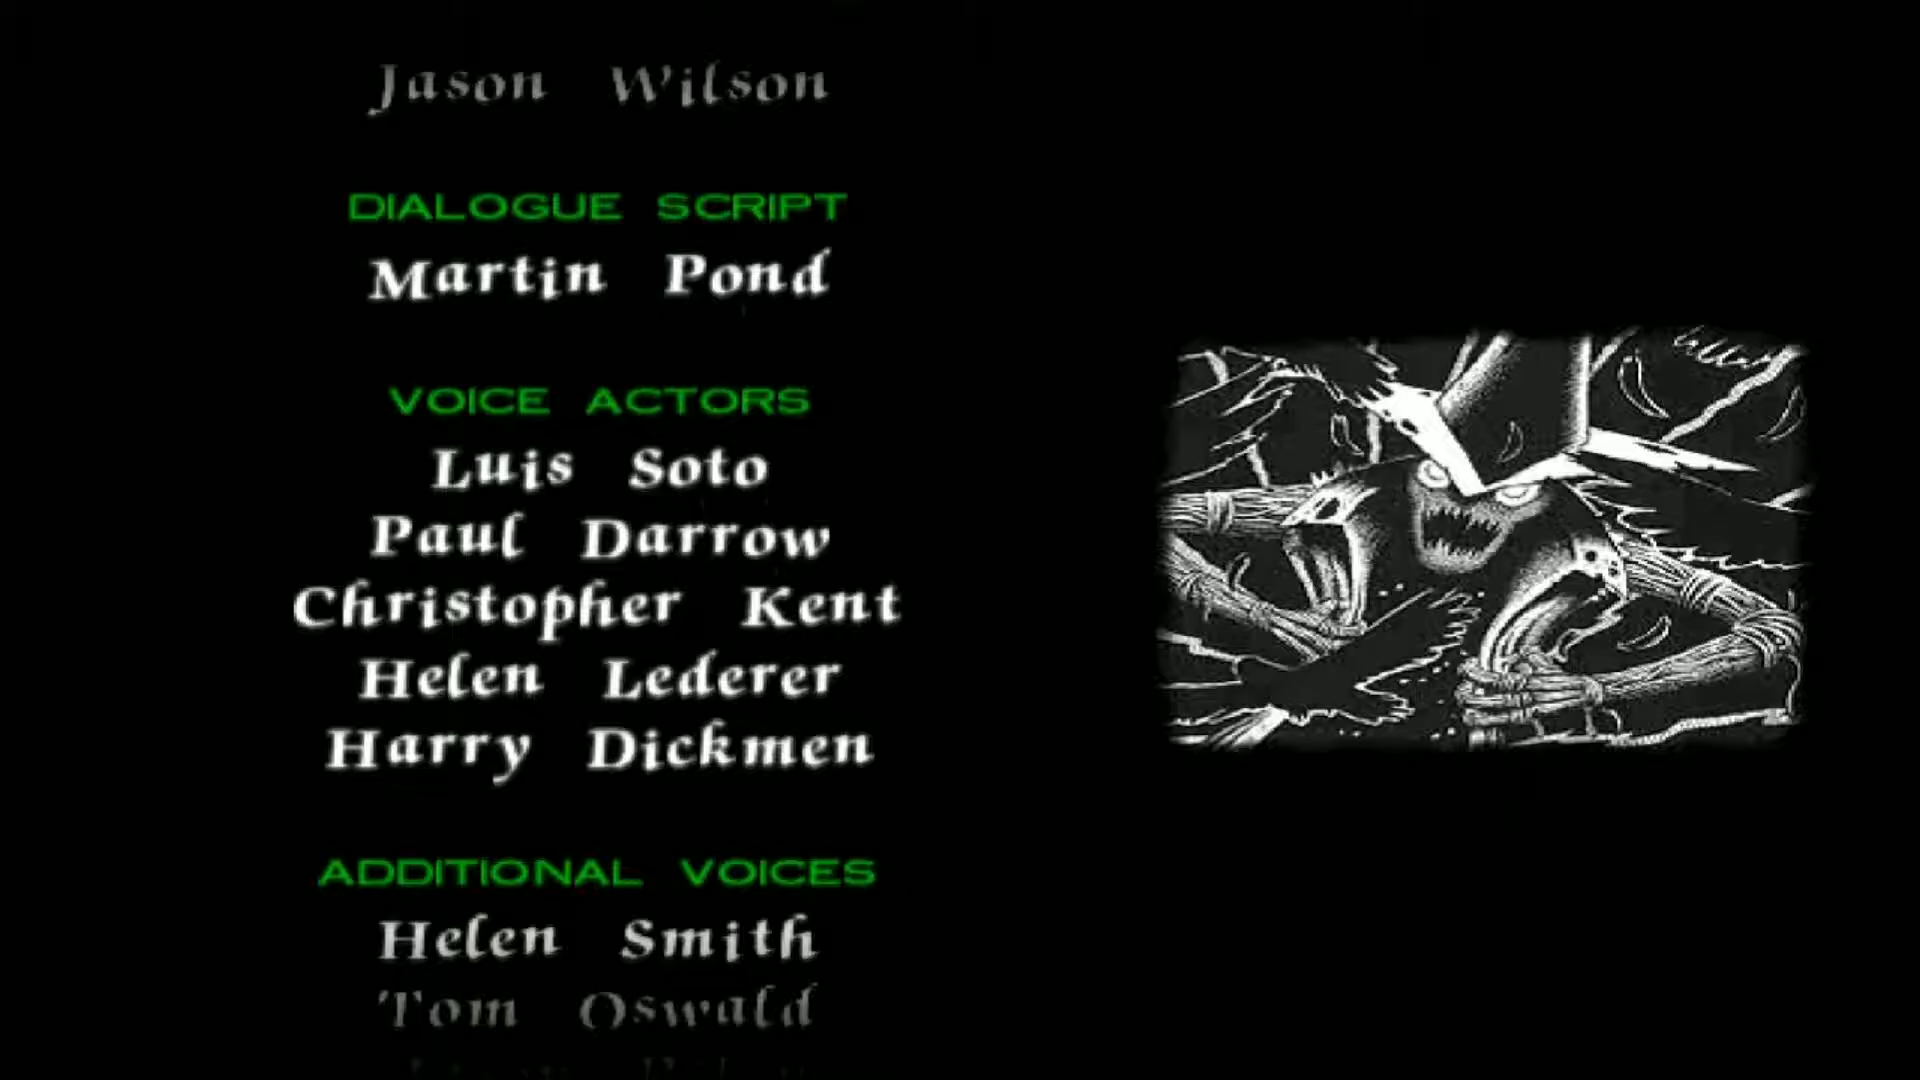 Jason Wilson
DIALOGUE SCRIPT
Martin Pond
VOICE ACTORS
Luis Soto
Paul Darrow
Christopher Kent
Helen Lederer
Harry Dickmen
ADDITIONAL VOICES
Helen Smith
Tom Oswald